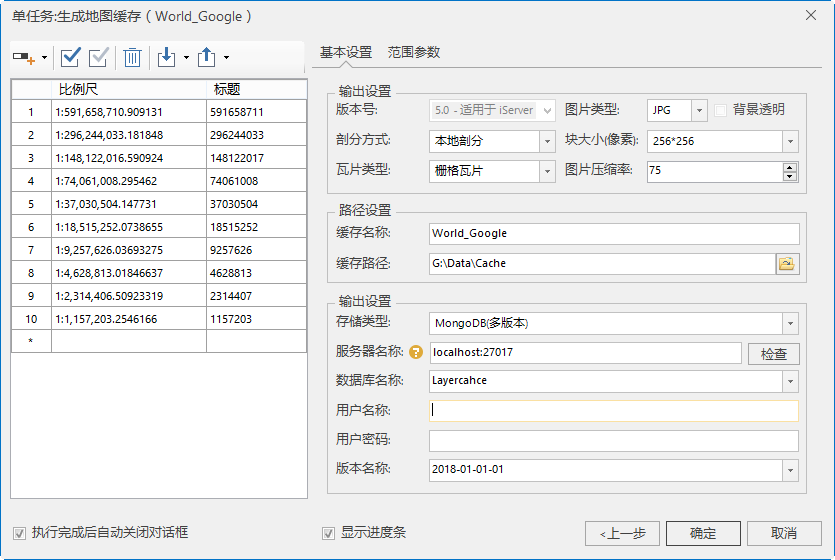 单任务:生成地图缓存 ( World_Google )
基本设置 范围参数
比例尺 标题
1 1:591,658,710.909131 591658711
2 1:296,244,033.181848 296244033
3 1:148,122,016.590924 148122017
4 1:74,061,008.295462 74061008
5 1:37,030,504.147731 37030504
6 1:18,515,252.0738655 18515252
7 1:9,257,626.03693275 9257626
8 1:4,628,813.01846637 4628813
9 1:2,314,406.50923319 2314407
10 1:1,157,203.2546166 1157203
*
输出设置
版本号: 5.0 - 适用于 iServer 图片类型: JPG 背景透明
剖分方式: 本地剖分 块大小(像素): 256*256
瓦片类型: 栅格瓦片 图片压缩率: 75
路径设置
缓存名称: World_Google
缓存路径: G:\Data\Cache
输出设置
存储类型: MongoDB(多版本)
服务器名称: ? localhost:27017 检查
数据库名称: Layercahce
用户名称:
用户密码:
版本名称: 2018-01-01-01
执行完成后自动关闭对话框 显示进度条 <上一步 确定 取消